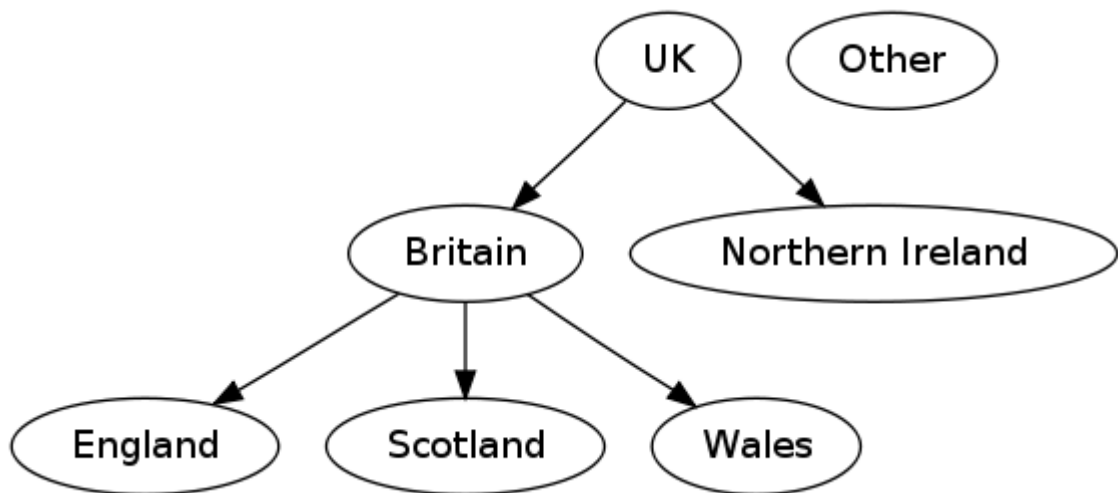 UK
Other
Britain
Northern Ireland
England
Scotland
Wales